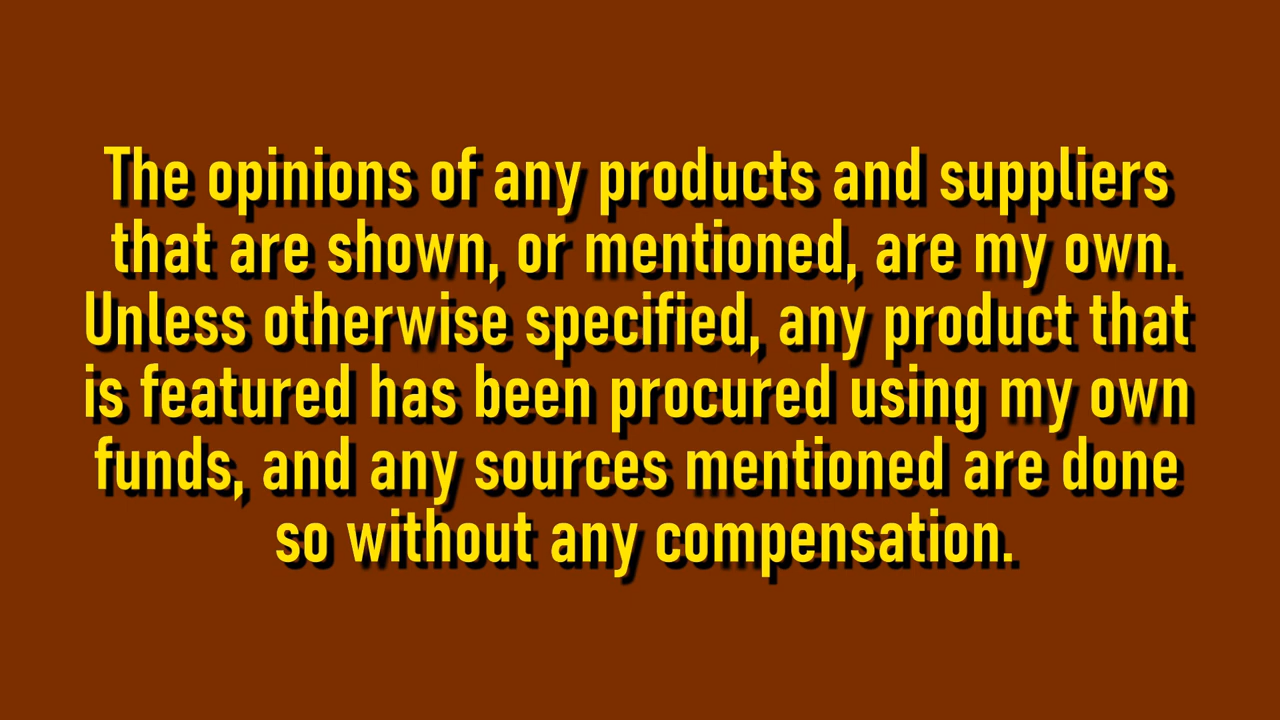 The opinions of any products and suppliers
that are shown, or mentioned, are my own.
Unless otherwise specified, any product that
is featured has been procured using my own
funds, and any sources mentioned are done
so without any compensation.